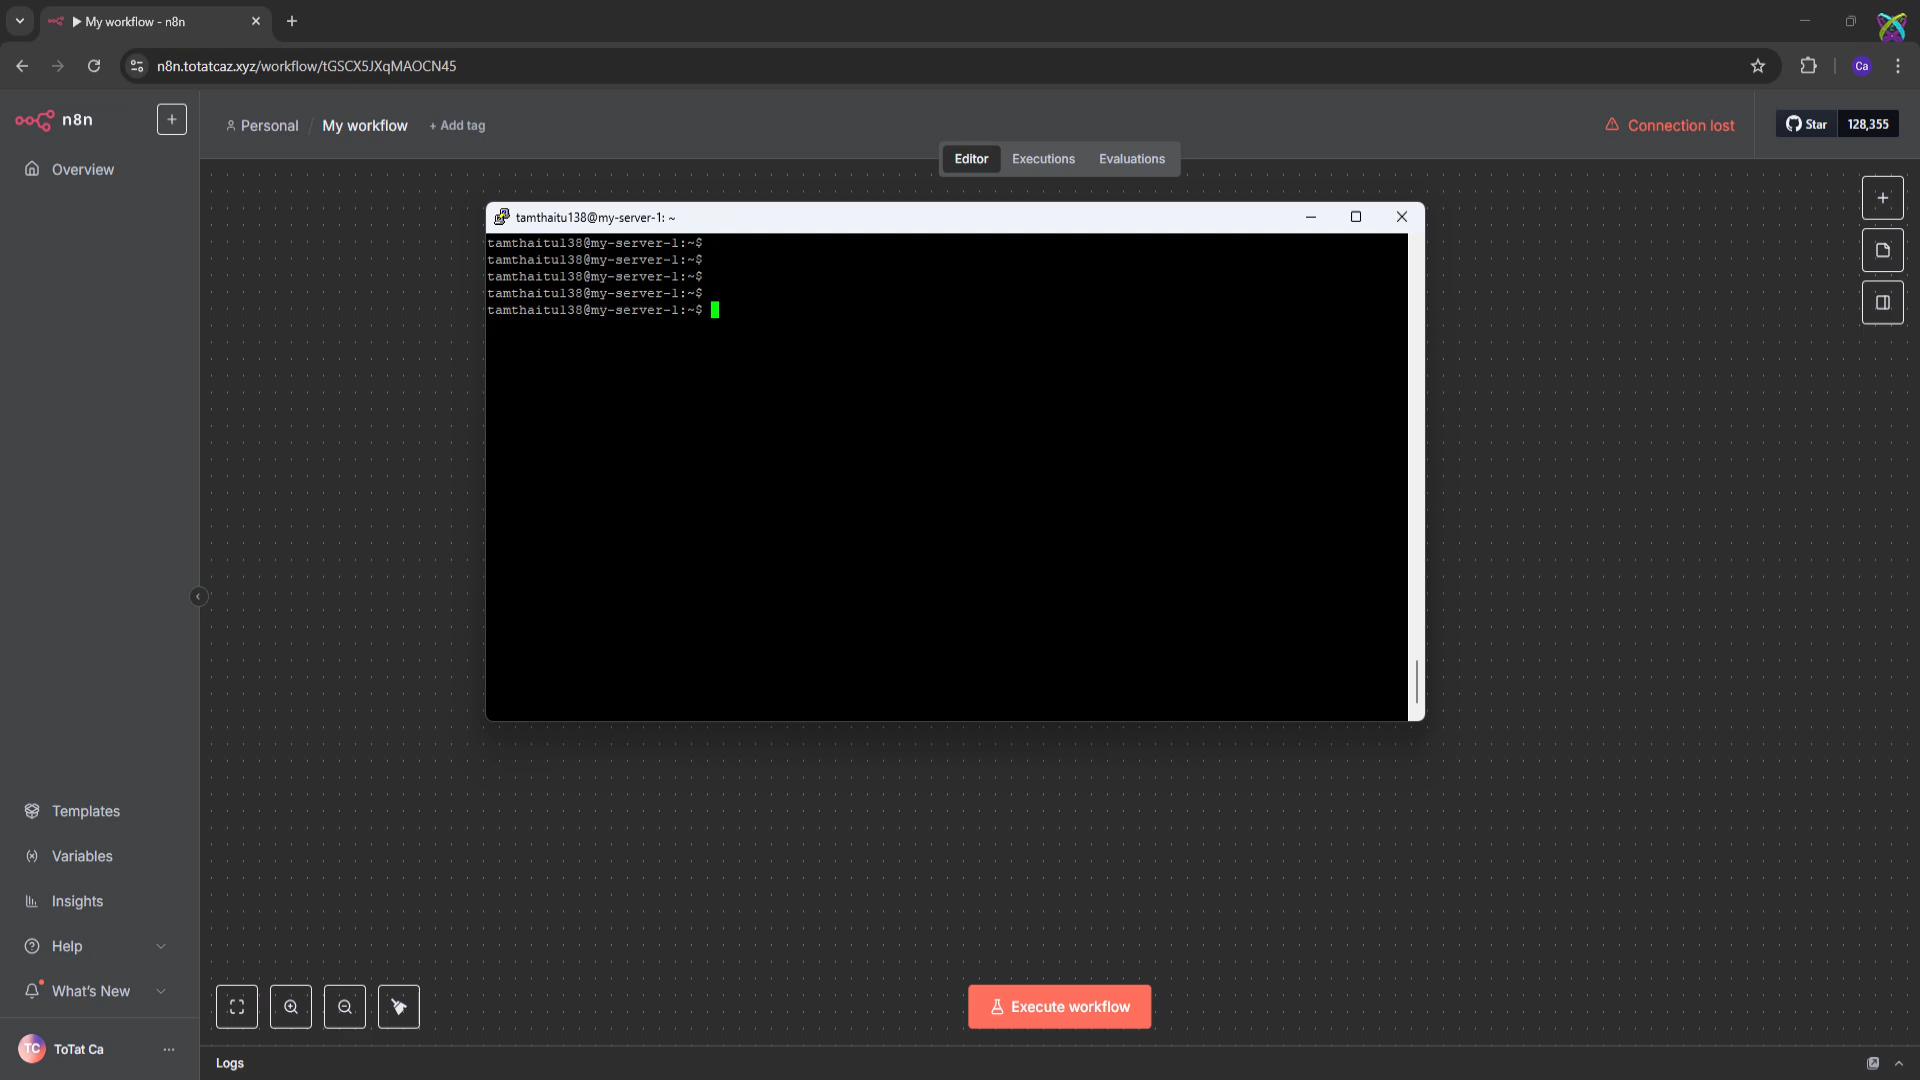 ▶ My workflow - n8n
n8n.totatcaz.xyz/workflow/tGSCX5JXqMAOCN45
Ca
n8n
Personal / My workflow + Add tag
Connection lost
Star 128,355
Editor Executions Evaluations
Overview
tamthaitu138@my-server-1: ~
tamthaitu138@my-server-1:~$
tamthaitu138@my-server-1:~$
tamthaitu138@my-server-1:~$
tamthaitu138@my-server-1:~$
tamthaitu138@my-server-1:~$
Templates
Variables
Insights
Help
What's New
Execute workflow
TC ToTat Ca
Logs